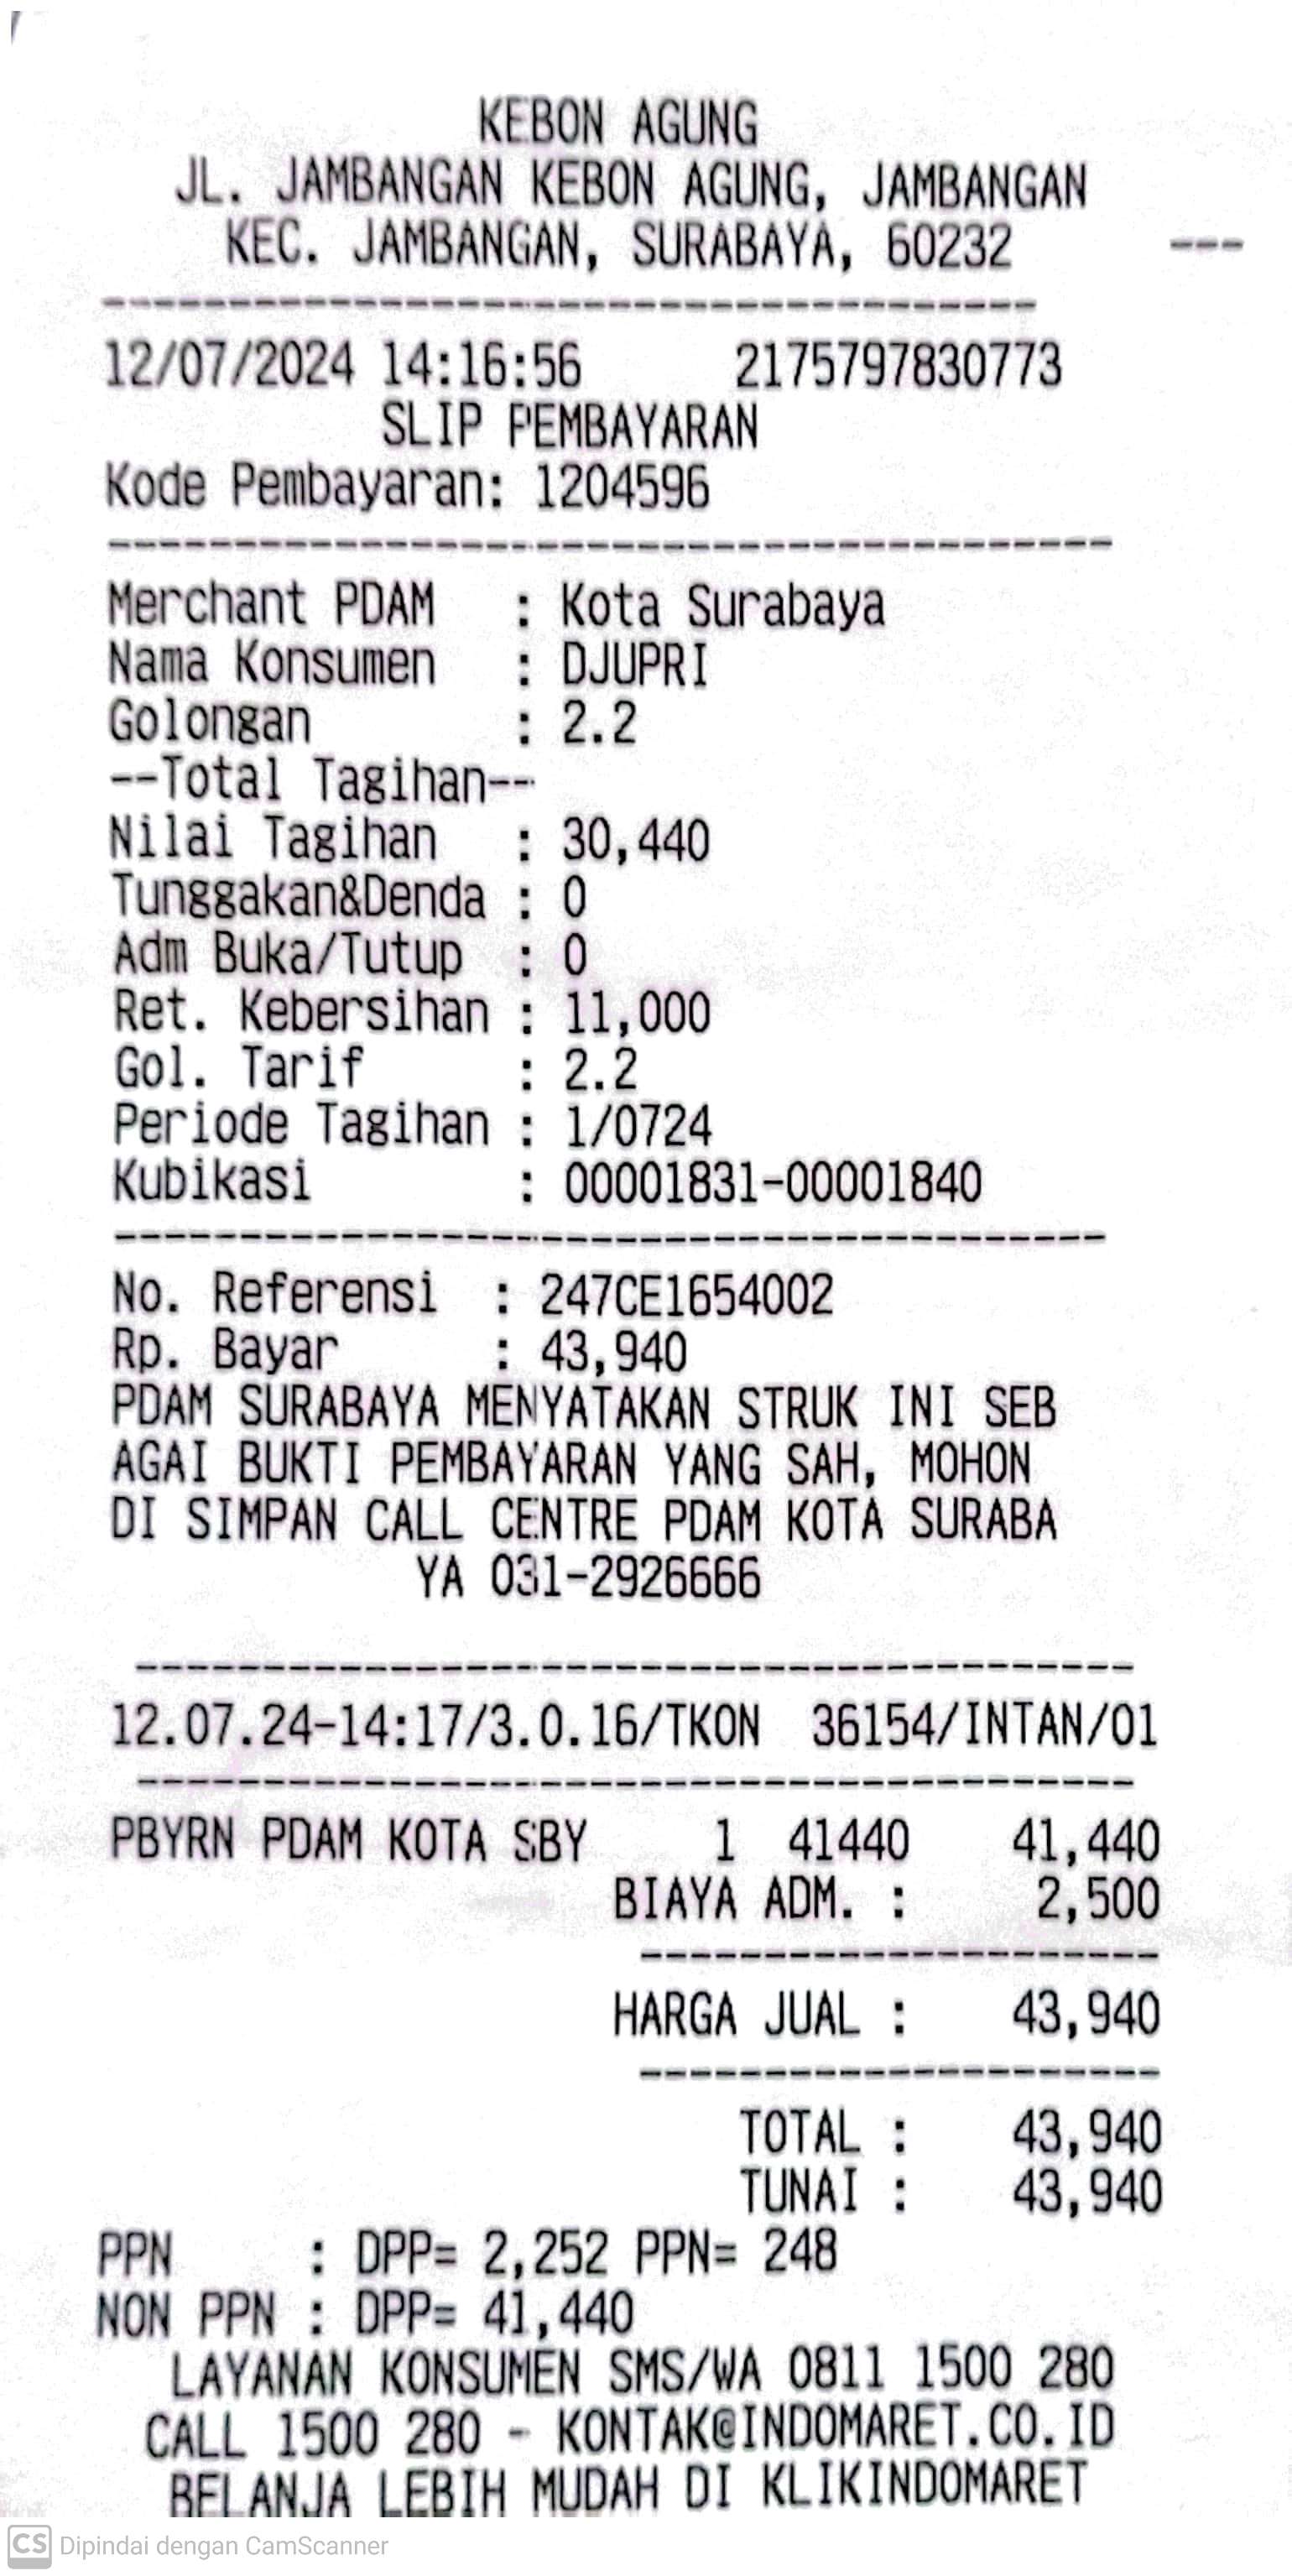 KEBON AGUNG
JL. JAMBANGAN KEBON AGUNG, JAMBANGAN
KEC. JAMBANGAN, SURABAYA, 60232 ---
12/07/2024 14:16:56 2175797830773
SLIP PEMBAYARAN
Kode Pembayaran: 1204596
Merchant PDAM : Kota Surabaya
Nama Konsumen : DJUPRI
Golongan : 2.2
--Total Tagihan--
Nilai Tagihan : 30,440
Tunggakan&Denda : 0
Adm Buka/Tutup : 0
Ret. Kebersihan : 11,000
Gol. Tarif : 2.2
Periode Tagihan : 1/0724
Kubikasi : 00001831-00001840
No. Referensi : 247CE1654002
Rp. Bayar : 43,940
PDAM SURABAYA MENYATAKAN STRUK INI SEB
AGAI BUKTI PEMBAYARAN YANG SAH, MOHON
DI SIMPAN CALL CENTRE PDAM KOTA SURABA
YA 031-2926666
12.07.24-14:17/3.0.16/TKON 36154/INTAN/01
PBYRN PDAM KOTA SBY 1 41440 41,440
BIAYA ADM. : 2,500
HARGA JUAL : 43,940
TOTAL : 43,940
TUNAI : 43,940
PPN : DPP= 2,252 PPN= 248
NON PPN : DPP= 41,440
LAYANAN KONSUMEN SMS/WA 0811 1500 280
CALL 1500 280 - KONTAK@INDOMARET.CO.ID
BELANJA LEBIH MUDAH DI KLIKINDOMARET
CS Dipindai dengan CamScanner